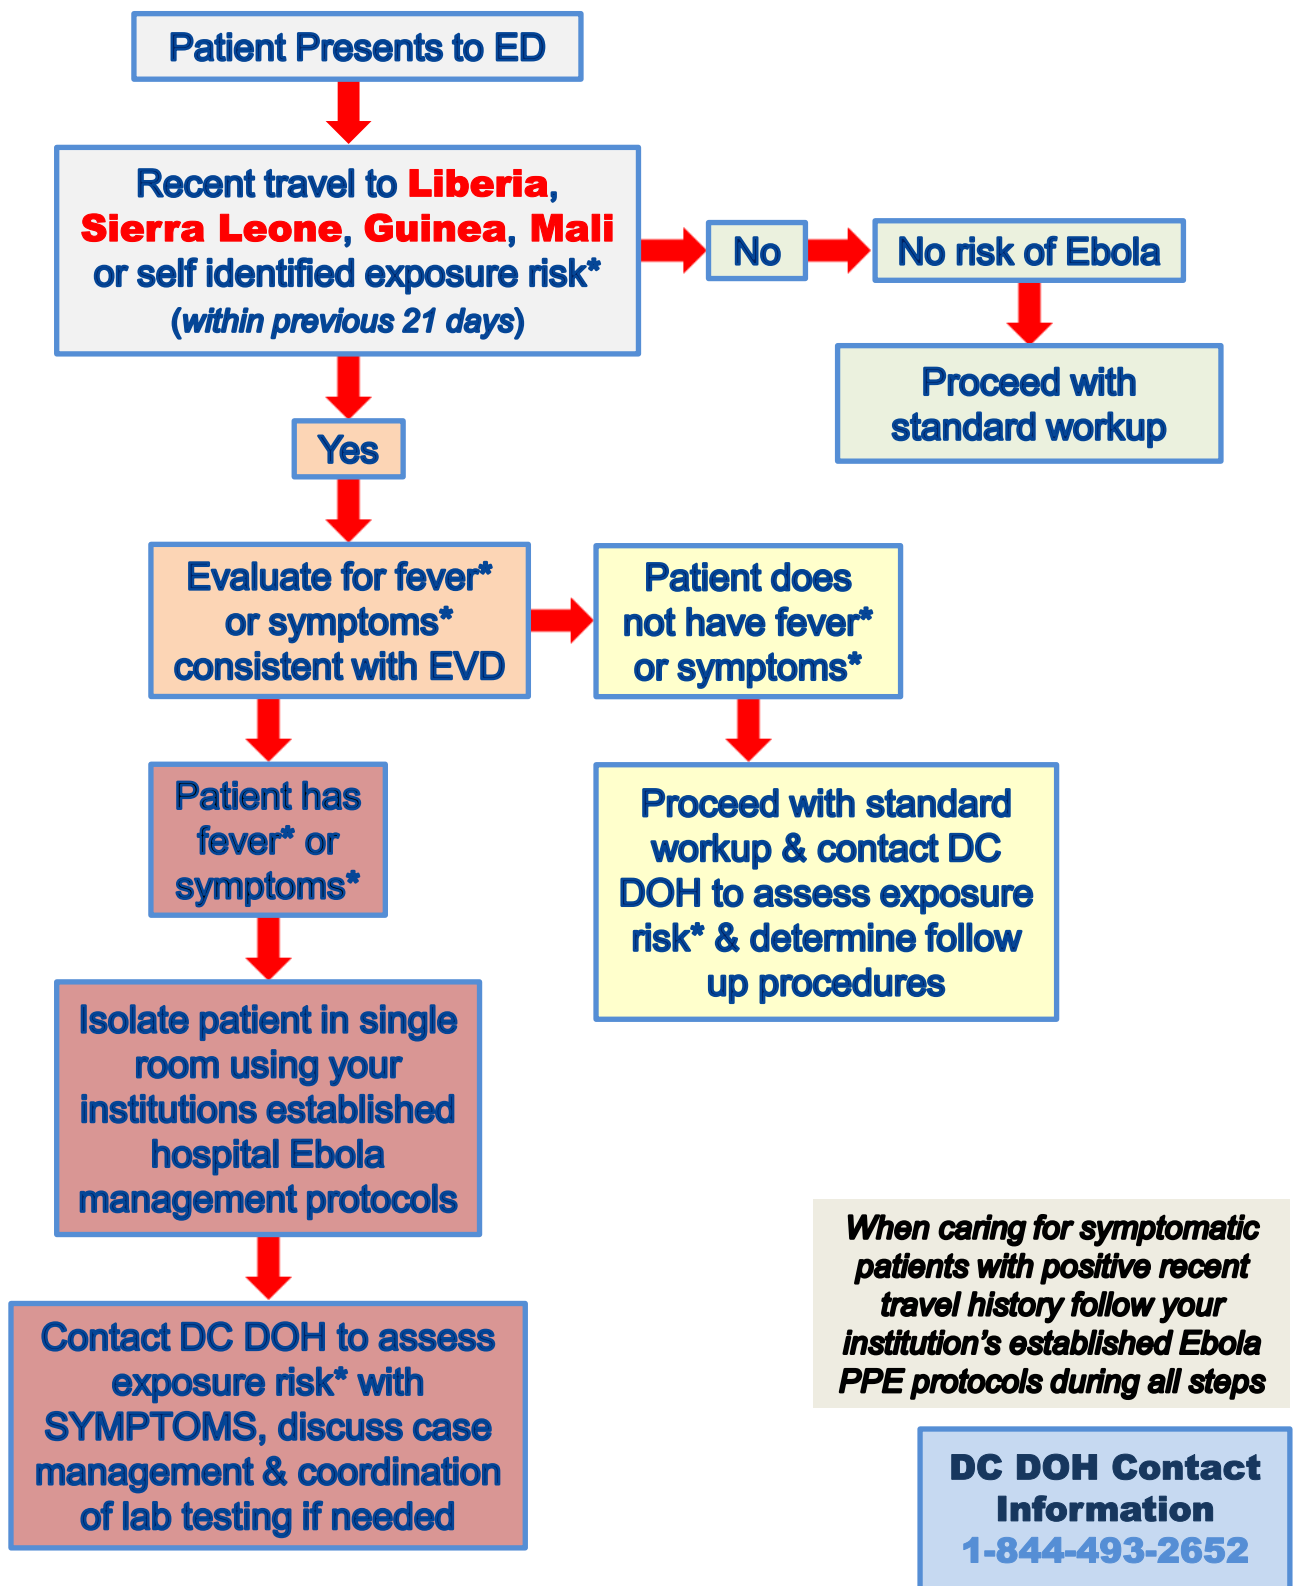 Patient Presents to ED
Recent travel to Liberia,
Sierra Leone, Guinea, Mali
or self identified exposure risk*
(within previous 21 days)
No
No risk of Ebola
Proceed with
standard workup
Yes
Evaluate for fever*
or symptoms*
consistent with EVD
Patient does
not have fever*
or symptoms*
Patient has
fever* or
symptoms*
Proceed with standard
workup & contact DC
DOH to assess exposure
risk* & determine follow
up procedures
Isolate patient in single
room using your
institutions established
hospital Ebola
management protocols
Contact DC DOH to assess
exposure risk* with
SYMPTOMS, discuss case
management & coordination
of lab testing if needed
When caring for symptomatic
patients with positive recent
travel history follow your
institution’s established Ebola
PPE protocols during all steps
DC DOH Contact
Information
1-844-493-2652